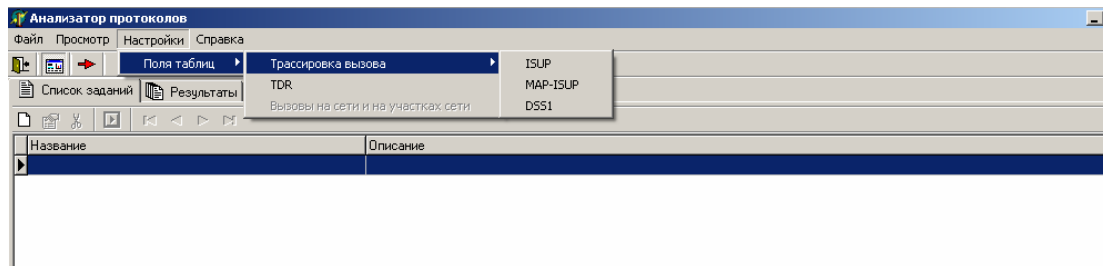 Анализатор протоколов
Файл Просмотр Настройки Справка
Поля таблиц Трассировка вызова ISUP
TDR MAP-ISUP
Вызовы на сети и на участках сети DSS1
Список заданий Результаты
Название Описание